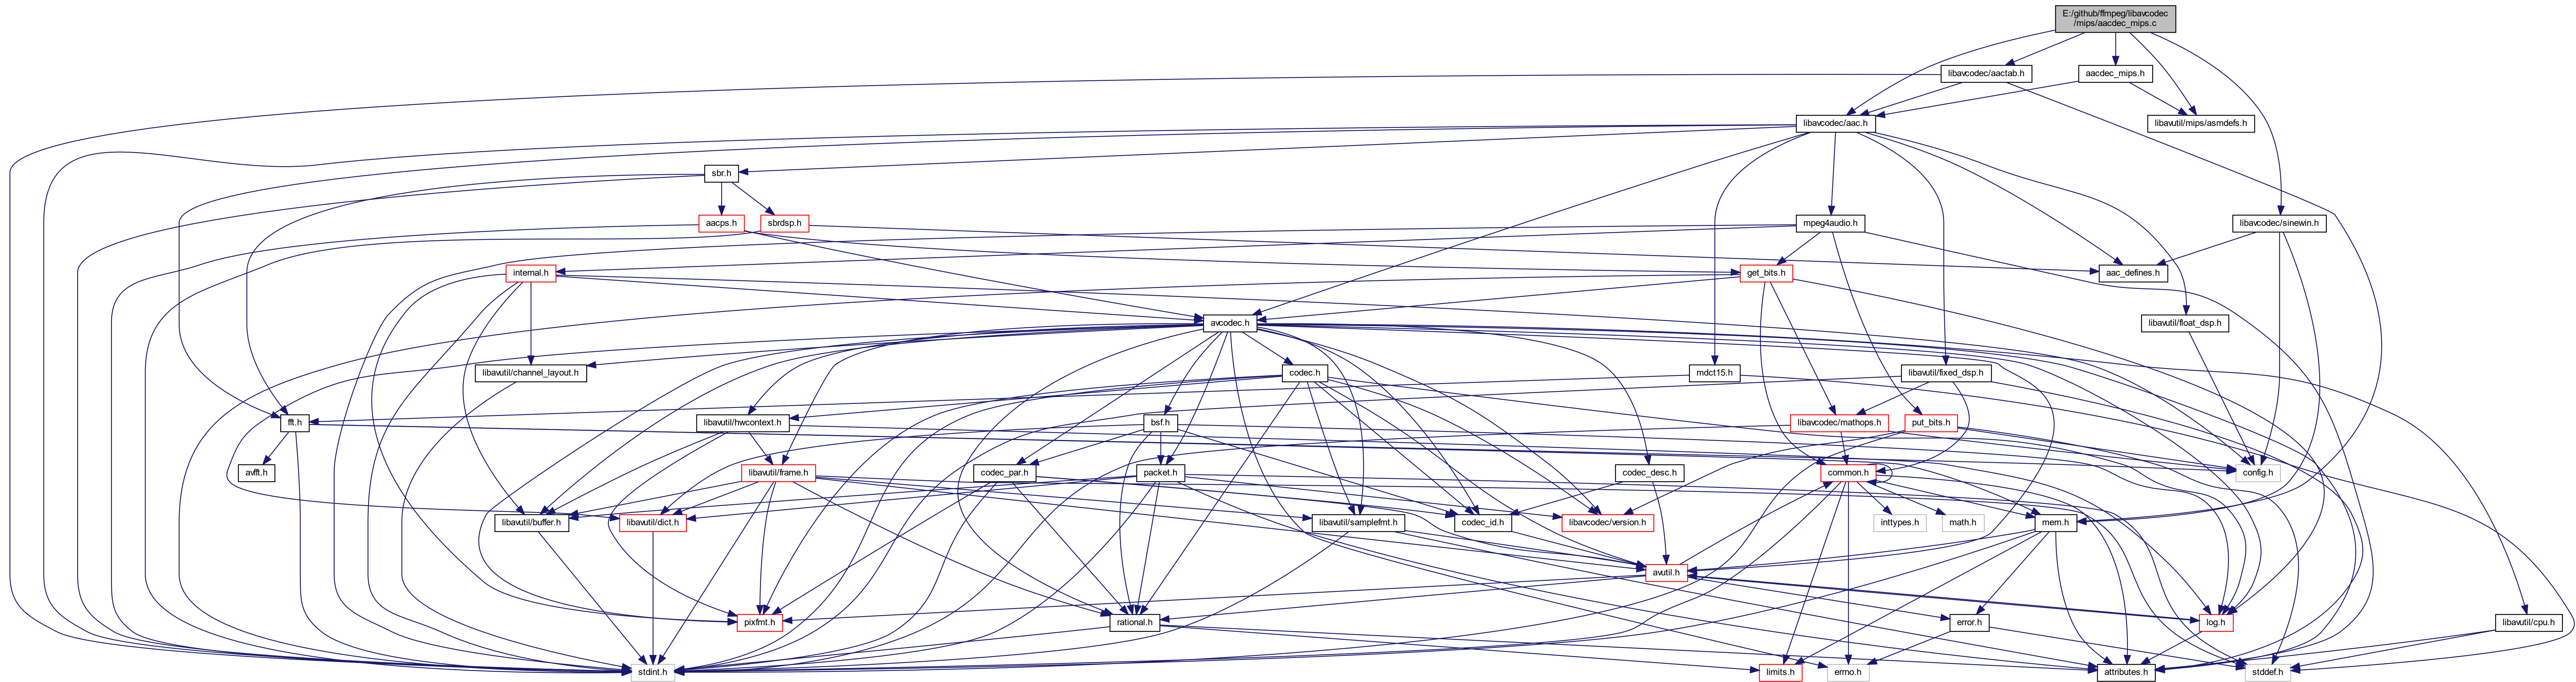 E:/github/ffmpeg/libavcodec
/mips/aacdec_mips.c
libavcodec/aactab.h
aacdec_mips.h
libavcodec/aac.h
libavutil/mips/asmdefs.h
sbr.h
aacps.h
sbrdsp.h
mpeg4audio.h
libavcodec/sinewin.h
internal.h
get_bits.h
aac_defines.h
avcodec.h
libavutil/float_dsp.h
libavutil/channel_layout.h
codec.h
mdct15.h
libavutil/fixed_dsp.h
fft.h
libavutil/hwcontext.h
bsf.h
libavcodec/mathops.h
put_bits.h
avfft.h
libavutil/frame.h
codec_par.h
packet.h
codec_desc.h
common.h
config.h
libavutil/buffer.h
libavutil/dict.h
libavutil/samplefmt.h
codec_id.h
libavcodec/version.h
inttypes.h
math.h
mem.h
avutil.h
pixfmt.h
rational.h
error.h
log.h
libavutil/cpu.h
stdint.h
limits.h
errno.h
attributes.h
stddef.h